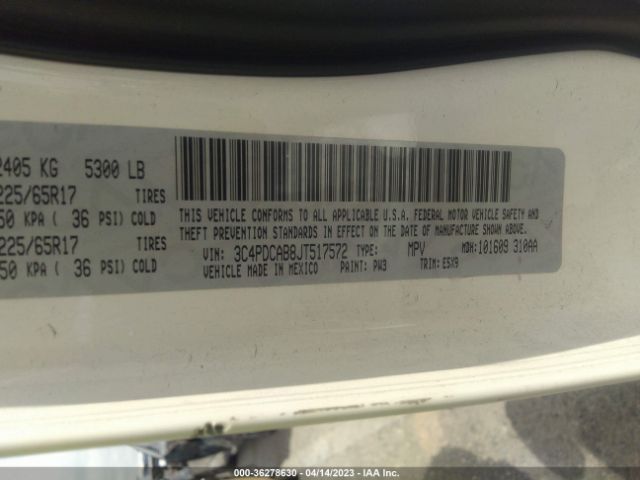 2405 KG 5300 LB
225/65R17 TIRES
50 KPA ( 36 PSI) COLD
225/65R17 TIRES
50 KPA ( 36 PSI) COLD
THIS VEHICLE CONFORMS TO ALL APPLICABLE U.S.A. FEDERAL MOTOR VEHICLE SAFETY AND
THEFT PREVENTION STANDARDS IN EFFECT ON THE DATE OF MANUFACTURE SHOWN ABOVE.
VIN: 3C4PDCAB8JT517572 TYPE: MPV MDH:101609 310AA
VEHICLE MADE IN MEXICO PAINT: PW3 TRIM: E5X9
000-36278630 - 04/14/2023 - IAA Inc.